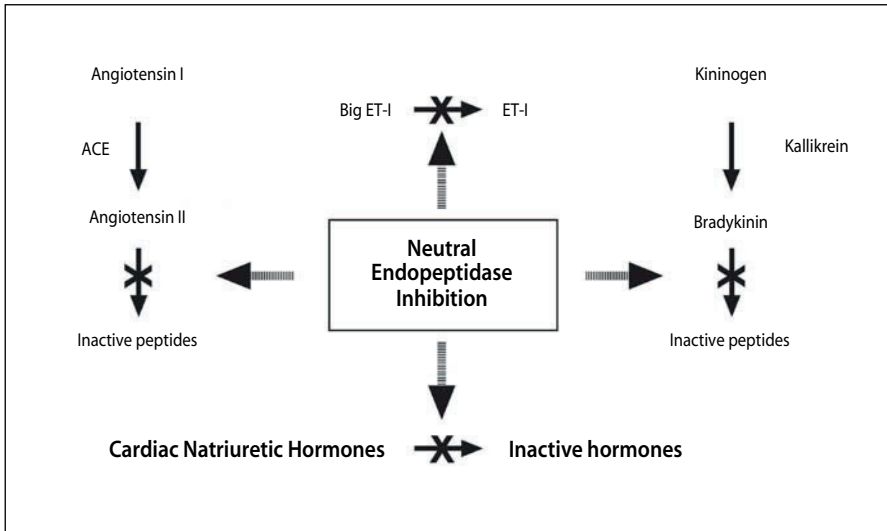 Angiotensin I
Kininogen
Big ET-I
ET-I
ACE
Kallikrein
Angiotensin II
Bradykinin
Neutral
Endopeptidase
Inhibition
Inactive peptides
Inactive peptides
Cardiac Natriuretic Hormones
Inactive hormones